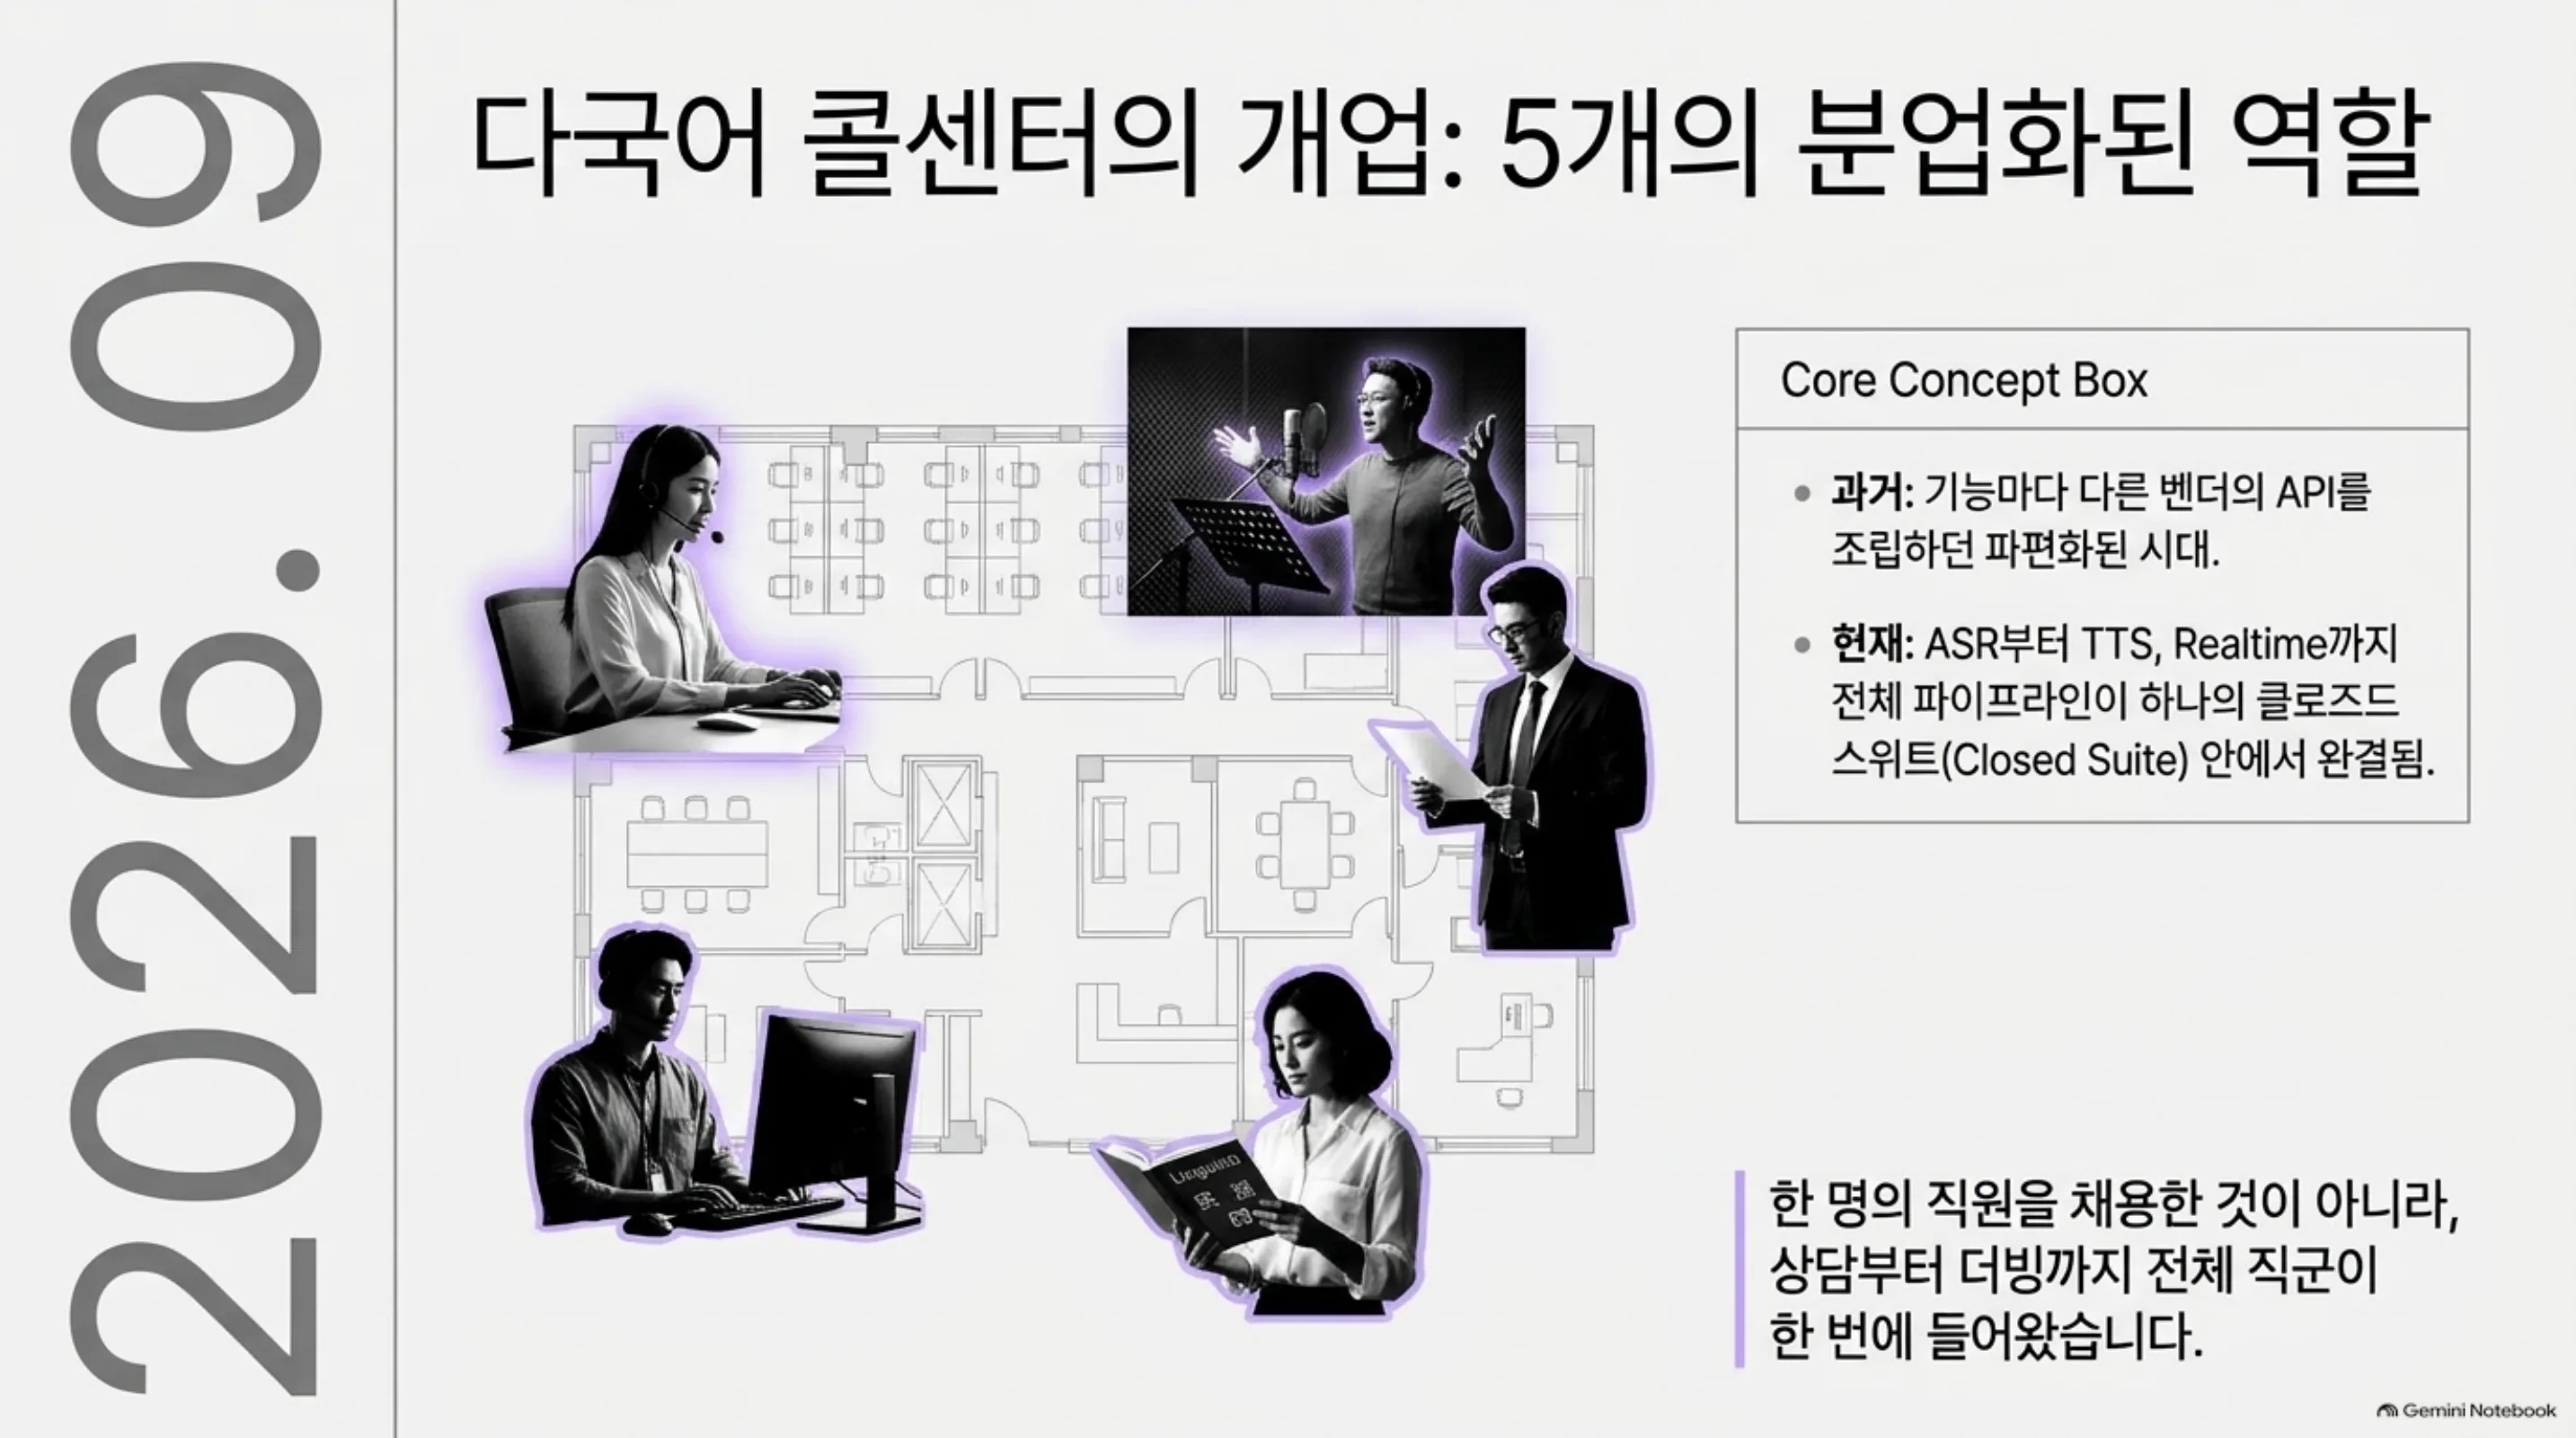 2026. 09
다국어 콜센터의 개업: 5개의 분업화된 역할
Core Concept Box
과거: 기능마다 다른 벤더의 API를
조립하던 파편화된 시대.
현재: ASR부터 TTS, Realtime까지
전체 파이프라인이 하나의 클로즈드
스위트(Closed Suite) 안에서 완결됨.
한 명의 직원을 채용한 것이 아니라,
상담부터 더빙까지 전체 직군이
한 번에 들어왔습니다.
Gemini Notebook